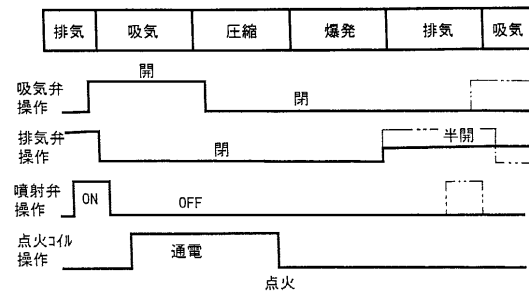 排気 吸気 圧縮 爆発 排気 吸気
開
吸気弁
操作
閉
排気弁
操作
閉
半開
噴射弁
操作
ON
OFF
点火コイル
操作
通電
点火